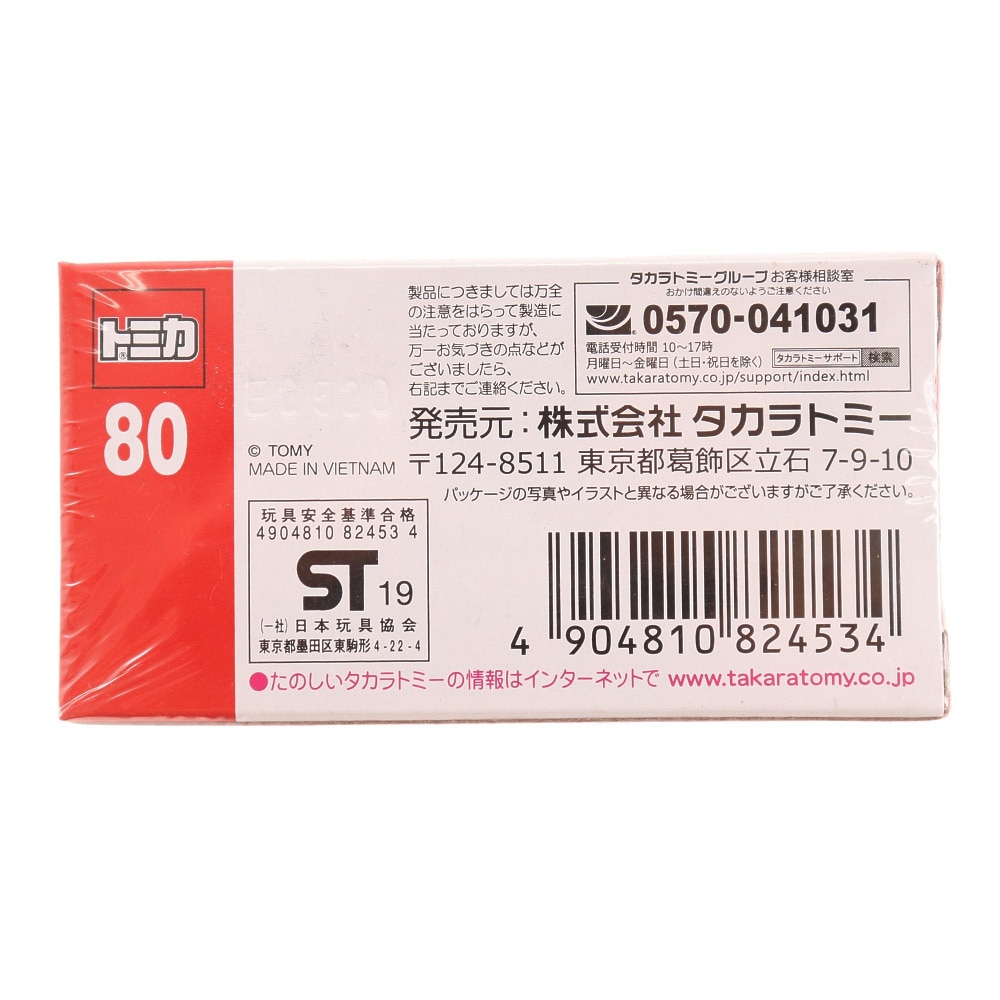 トミカ®
80
© TOMY
MADE IN VIETNAM
玩具安全基準合格
4904810 82453 4
ST 19
(一社) 日本玩具協会
東京都墨田区東駒形 4-22-4
製品につきましては万全
の注意をはらって製造に
当たっておりますが、
万一お気づきの点などが
ございましたら、
右記までご連絡ください。
タカラトミーグループ お客様相談室
おかけ間違えのないようご注意ください
0570-041031
電話受付時間 10～17時
月曜日～金曜日 (土日・祝日を除く) タカラトミーサポート 検索
www.takaratomy.co.jp/support/index.html
発売元 : 株式会社 タカラトミー
〒124-8511 東京都葛飾区立石 7-9-10
パッケージの写真やイラストと異なる場合がございますがご了承ください。
4 904810 824534
●たのしいタカラトミーの情報はインターネットで www.takaratomy.co.jp